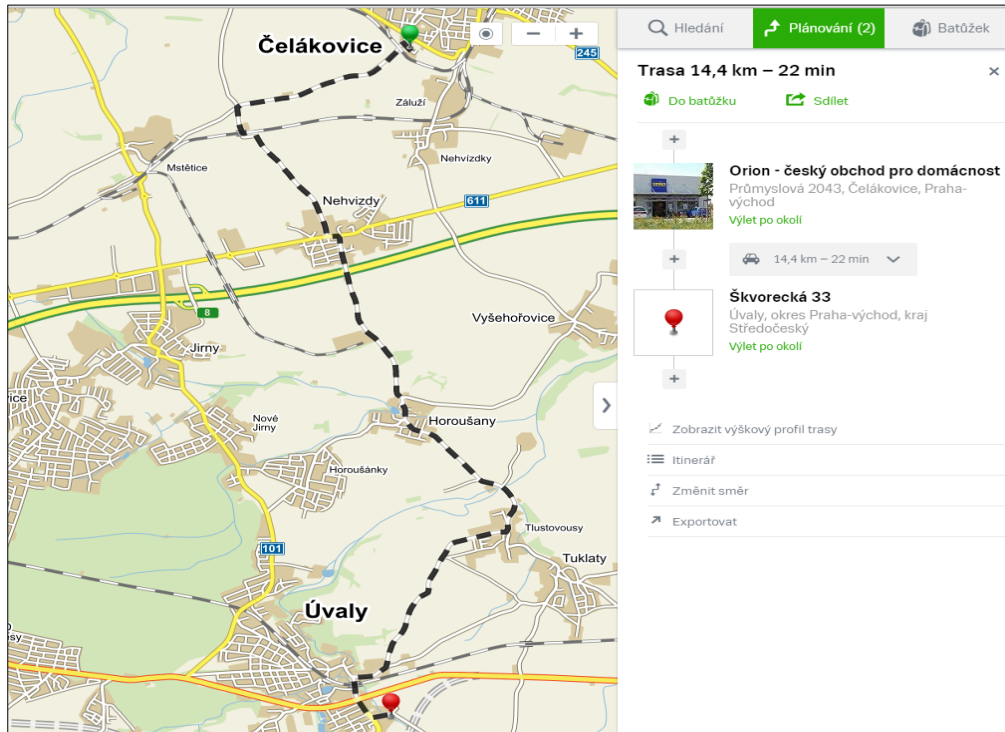 Čelákovice
245
Záluží
Mstětice
Nehvízdky
Nehvizdy
611
8
Vyšehořovice
Jirny
Nové
Jirny
Horoušany
Horoušánky
Tlustovousy
101
Tuklaty
Úvaly
Hledání
Plánování (2)
Batůžek
Trasa 14,4 km – 22 min
×
Do batůžku
Sdílet
+
Orion - český obchod pro domácnost
Průmyslová 2043, Čelákovice, Praha-
východ
Výlet po okolí
+
14,4 km – 22 min
+
Škvorecká 33
Úvaly, okres Praha-východ, kraj
Středočeský
Výlet po okolí
+
Zobrazit výškový profil trasy
Itinerář
Změnit směr
Exportovat